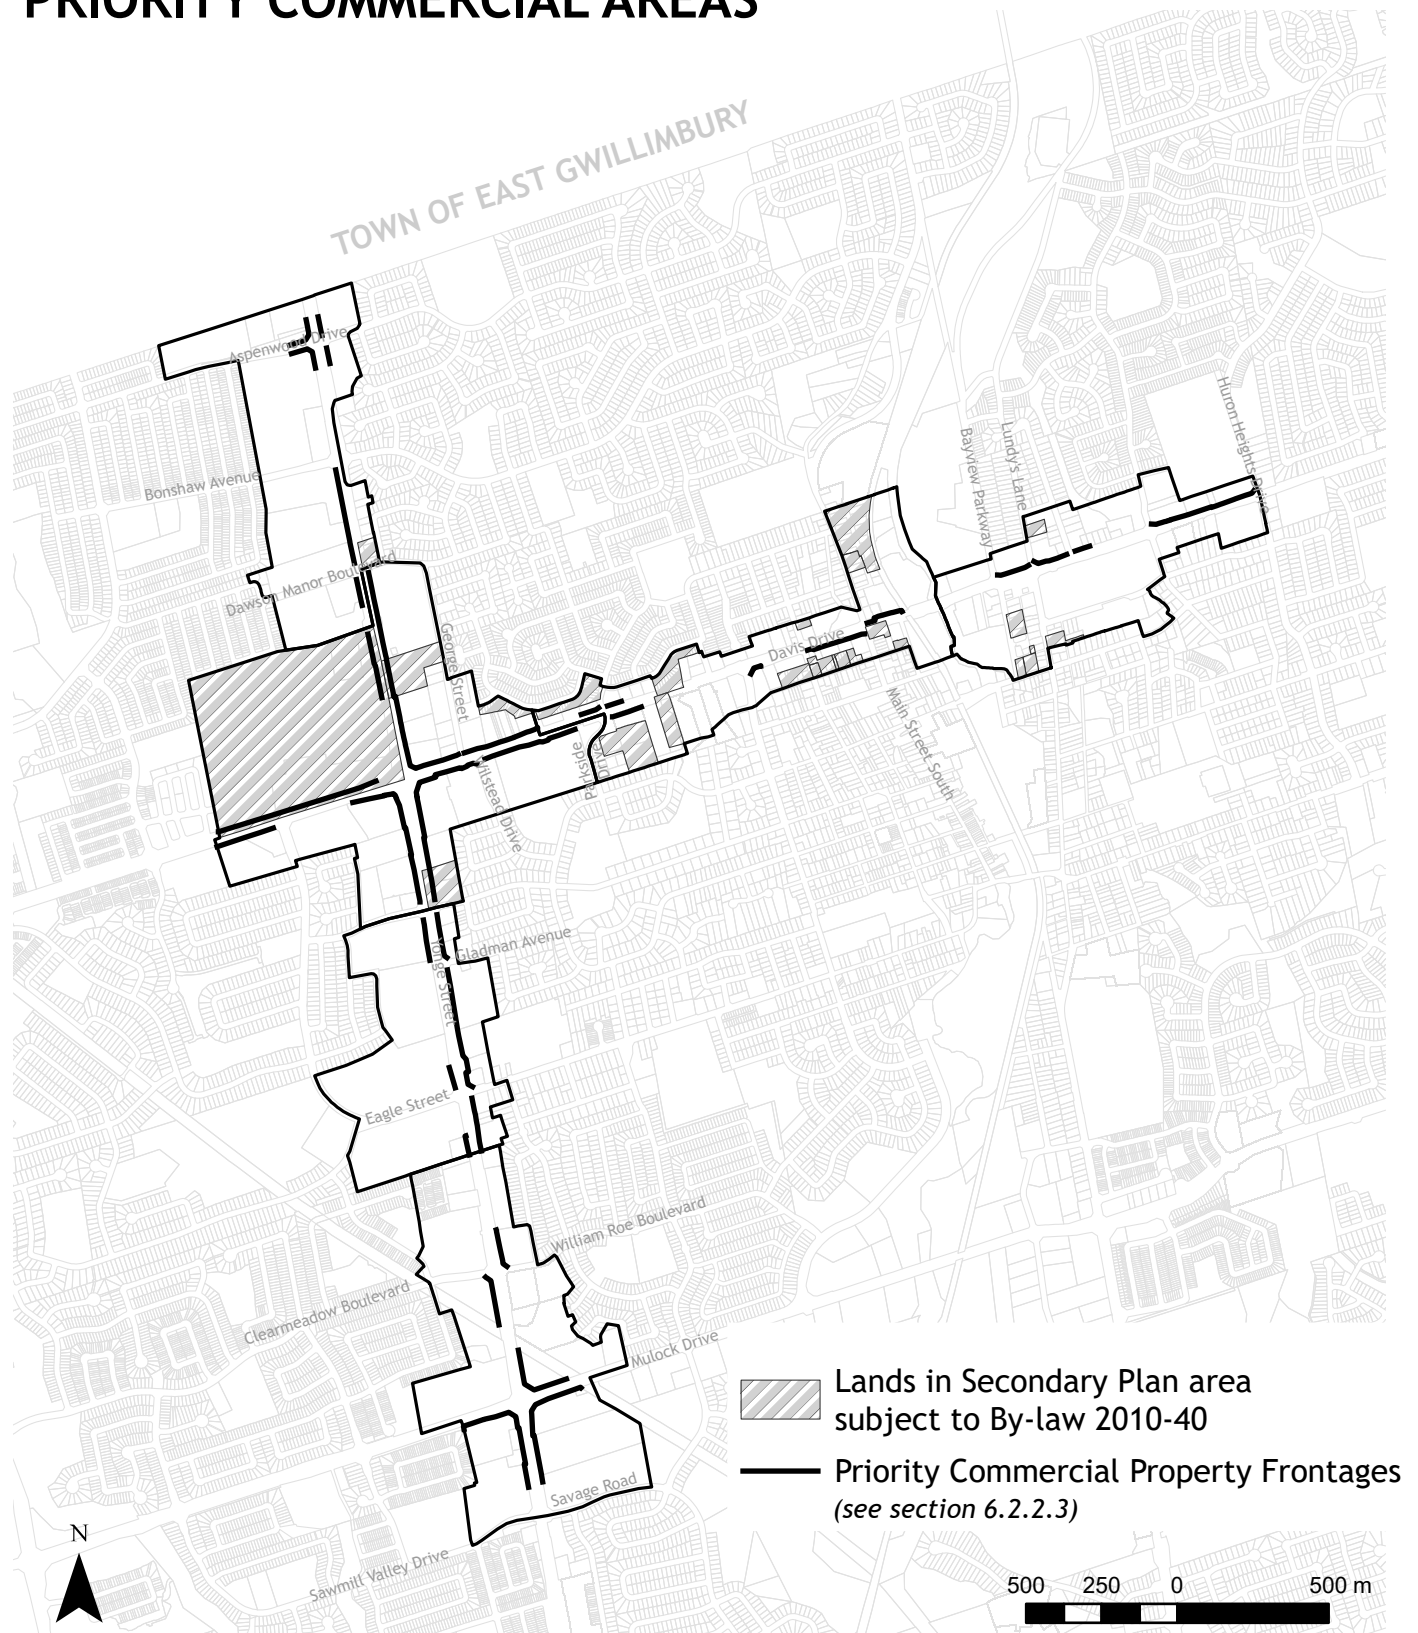 PRIORITY COMMERCIAL AREAS
TOWN OF EAST GWILLIMBURY
Aspenwood Drive
Huron Heights Drive
Bayview Parkway
Lundy's Lane
Bonshaw Avenue
Dawson Manor Boulevard
George Street
Davis Drive
Main Street South
Parkside
Drive
Wilstead Drive
Gladman Avenue
Yonge Street
Eagle Street
William Roe Boulevard
Clearmeadow Boulevard
Mulock Drive
Lands in Secondary Plan area
subject to By-law 2010-40
Priority Commercial Property Frontages
(see section 6.2.2.3)
Savage Road
Sawmill Valley Drive
N
500 250 0 500 m